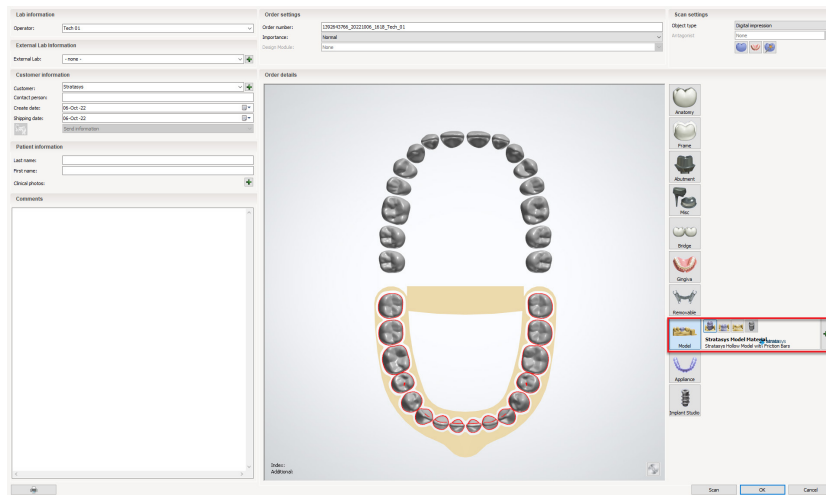 Lab information
Operator:
Tech 01
External Lab Information
External Lab:
- none -
Customer information
Customer:
Stratasys
Contact person:
Create date:
06-Oct -22
Shipping date:
06-Oct -22
Send information
Patient information
Last name:
First name:
Clinical photos:
Comments
Order settings
Order number:
1392643768_20221006_1618_Tech_01
Importance:
Normal
Design Module:
None
Order details
Index:
Additional:
Scan settings
Object type
Digital impression
Antagonist
None
Anatomy
Frame
Abutment
Misc
Bridge
Gingiva
Removable
Model
Stratasys Model Material
stratasys
Stratasys Hollow Model with Friction Bars
Appliance
Implant Studio
Scan
OK
Cancel